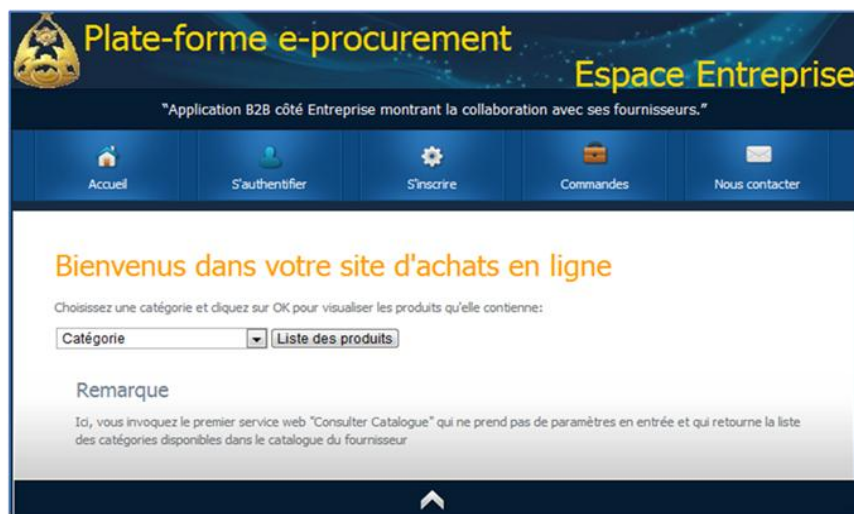 Plate-forme e-procurement
Espace Entreprise
"Application B2B côté Entreprise montrant la collaboration avec ses fournisseurs."
Accueil S'authentifier S'inscrire Commandes Nous contacter
Bienvenus dans votre site d'achats en ligne
Choisissez une catégorie et cliquez sur OK pour visualiser les produits qu'elle contienne:
Catégorie Liste des produits
Remarque
Ici, vous invoquez le premier service web "Consulter Catalogue" qui ne prend pas de paramètres en entrée et qui retourne la liste
des catégories disponibles dans le catalogue du fournisseur